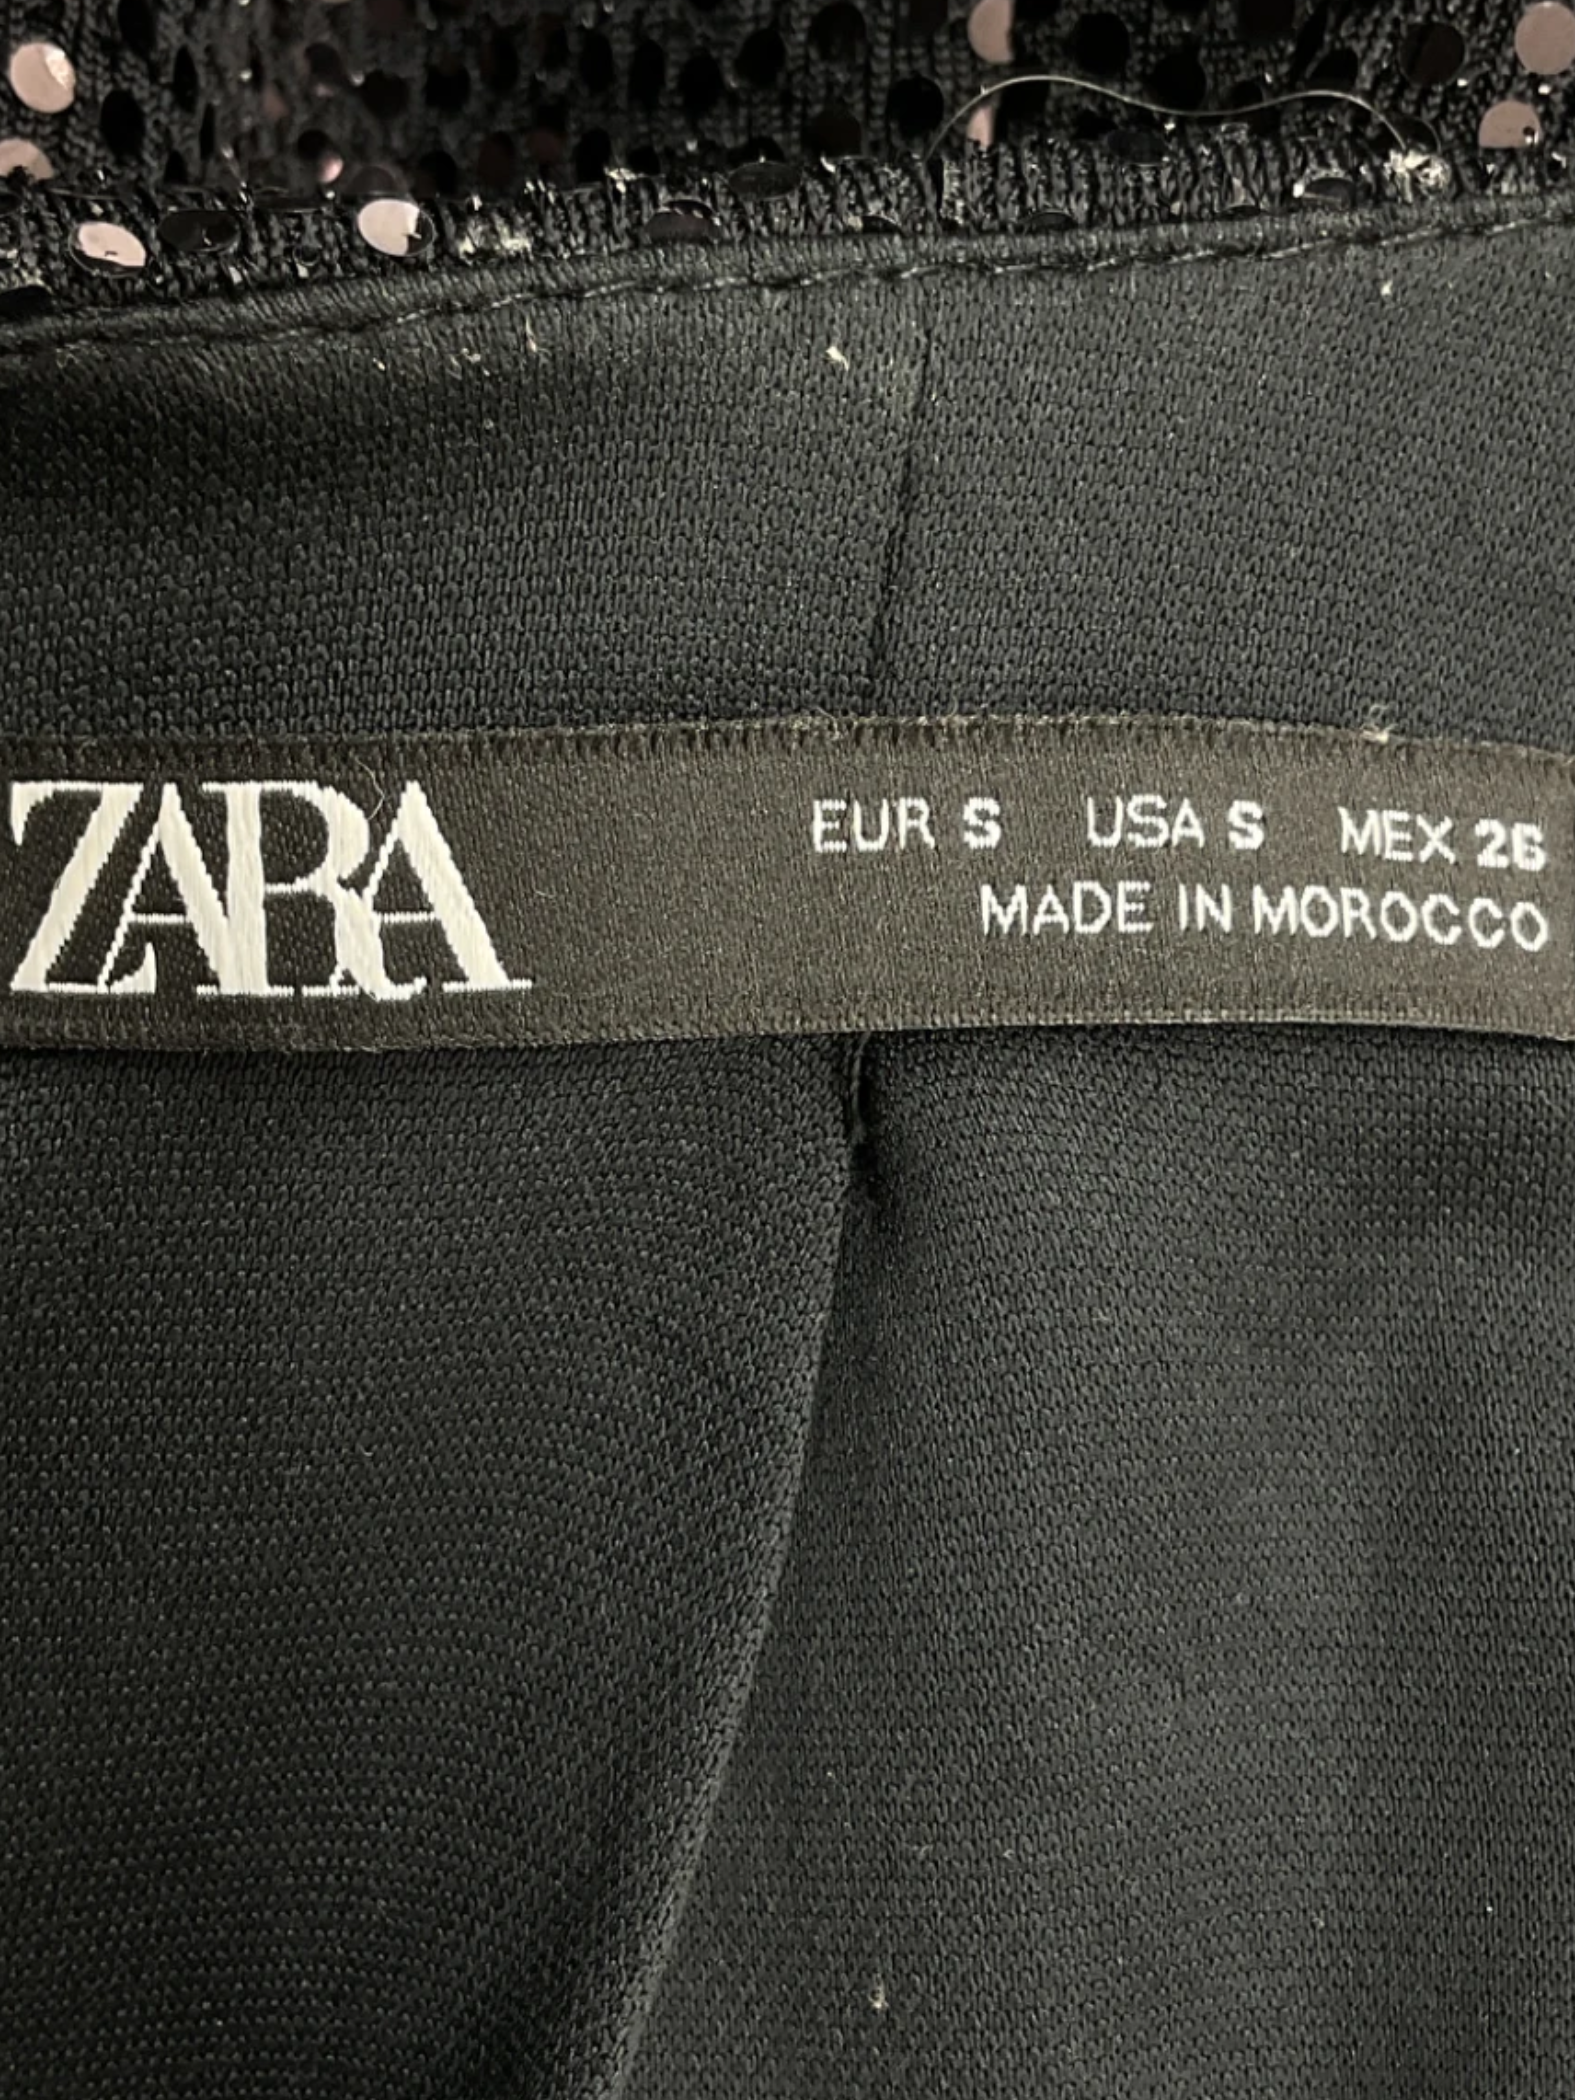 ZARA
EUR S USA S MEX 26
MADE IN MOROCCO